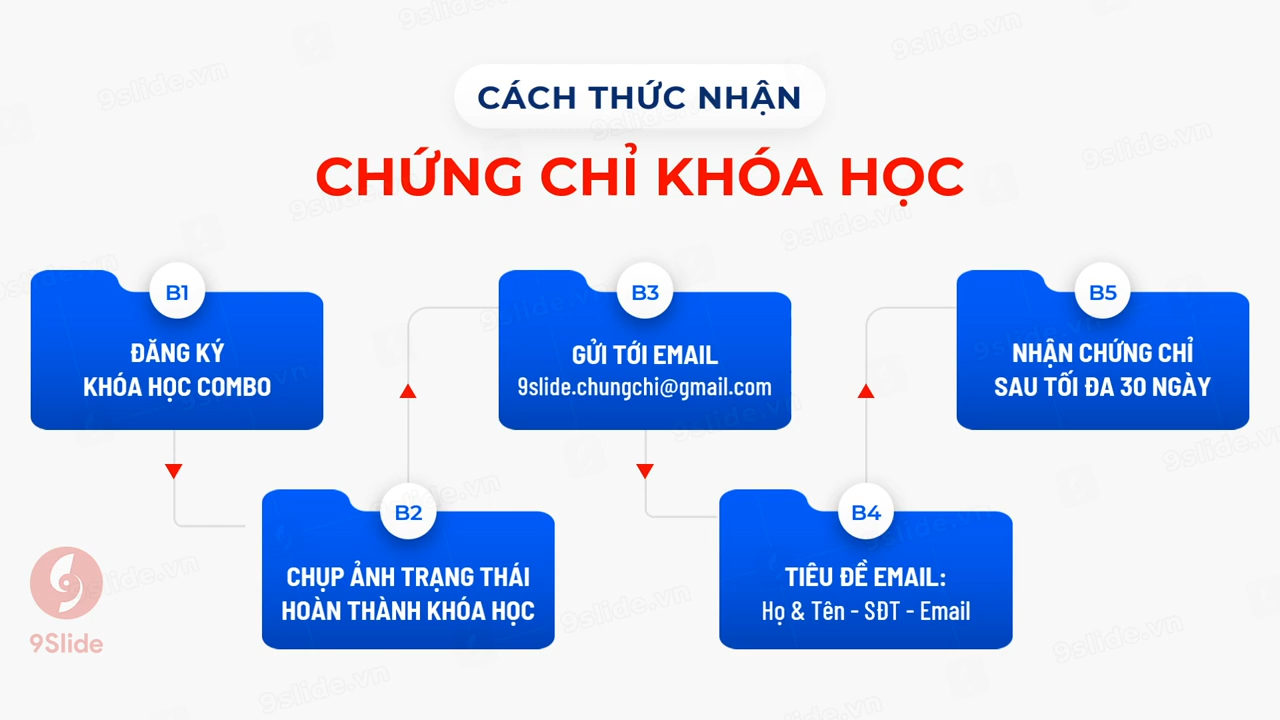 CÁCH THỨC NHẬN
CHỨNG CHỈ KHÓA HỌC
B1
ĐĂNG KÝ
KHÓA HỌC COMBO
B2
CHỤP ẢNH TRẠNG THÁI
HOÀN THÀNH KHÓA HỌC
B3
GỬI TỚI EMAIL
9slide.chungchi@gmail.com
B4
TIÊU ĐỀ EMAIL:
Họ & Tên - SĐT - Email
B5
NHẬN CHỨNG CHỈ
SAU TỐI ĐA 30 NGÀY
9Slide
9slide.vn